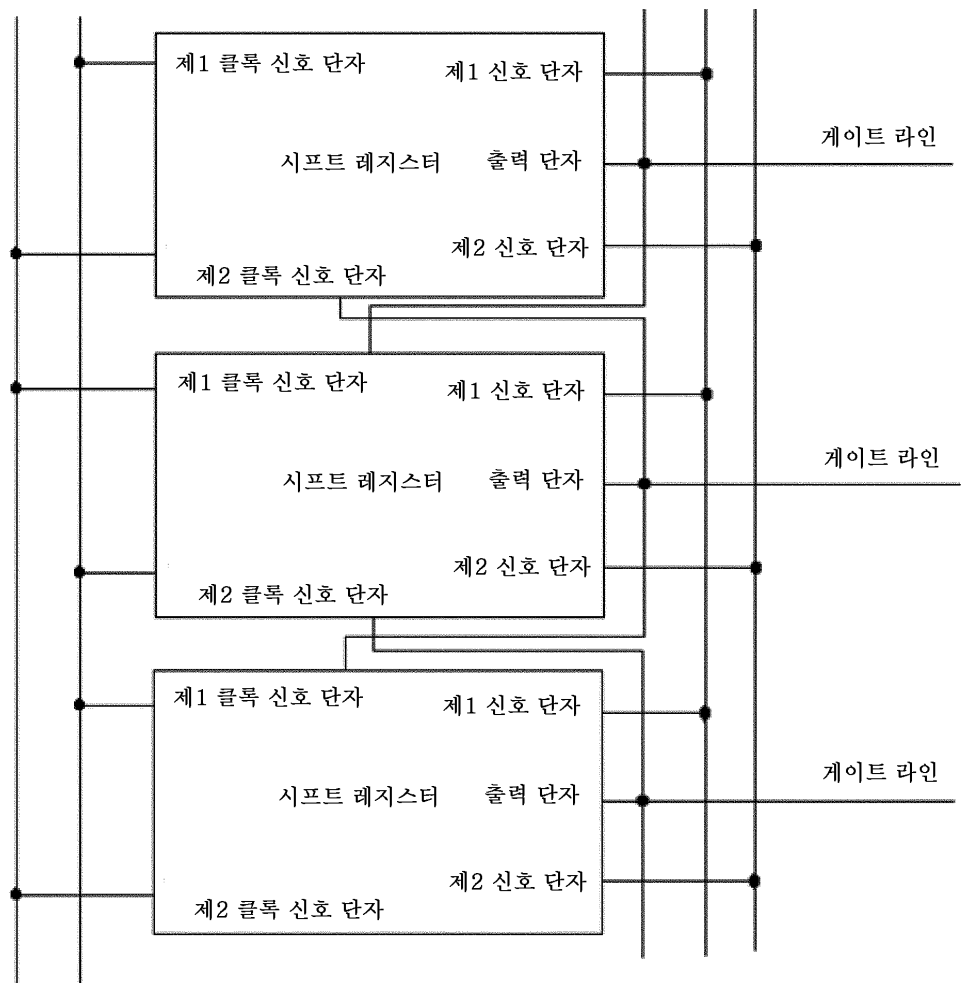 제1 클록 신호 단자
제1 신호 단자
게이트 라인
시프트 레지스터
출력 단자
제2 신호 단자
제2 클록 신호 단자
제1 클록 신호 단자
제1 신호 단자
게이트 라인
시프트 레지스터
출력 단자
제2 신호 단자
제2 클록 신호 단자
제1 클록 신호 단자
제1 신호 단자
게이트 라인
시프트 레지스터
출력 단자
제2 신호 단자
제2 클록 신호 단자